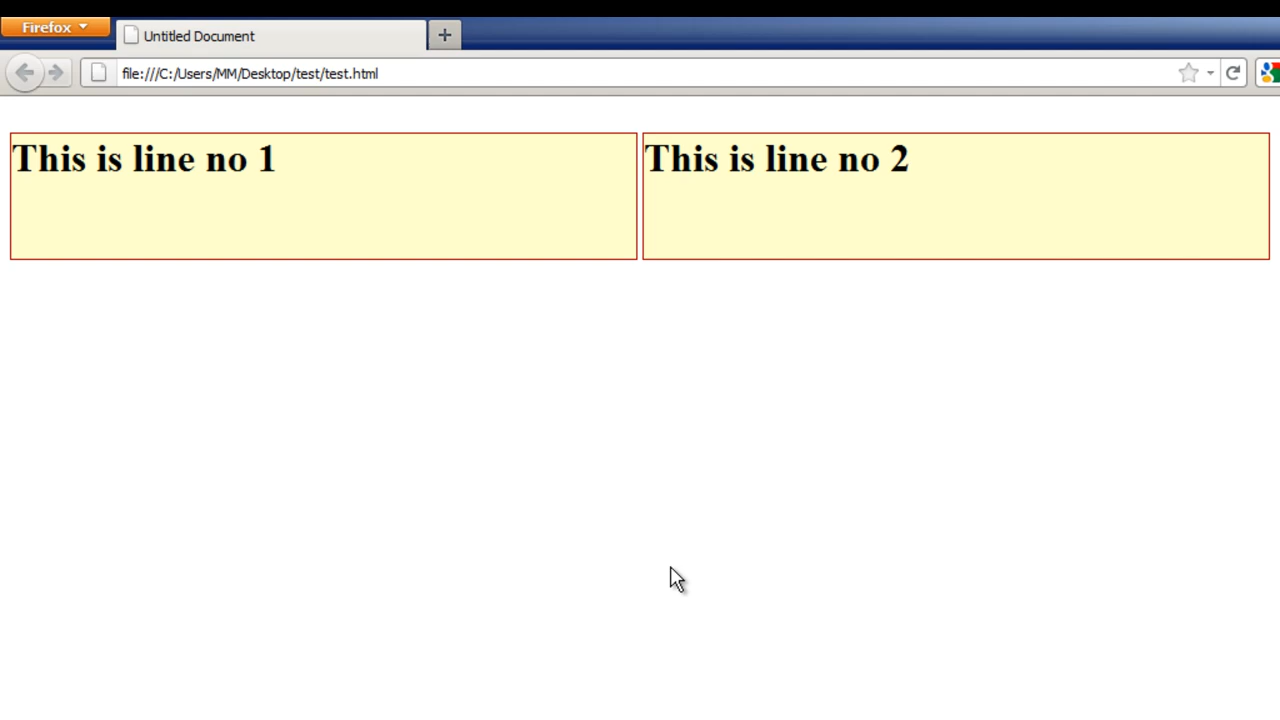 Firefox
Untitled Document
file:///C:/Users/MM/Desktop/test/test.html
This is line no 1
This is line no 2